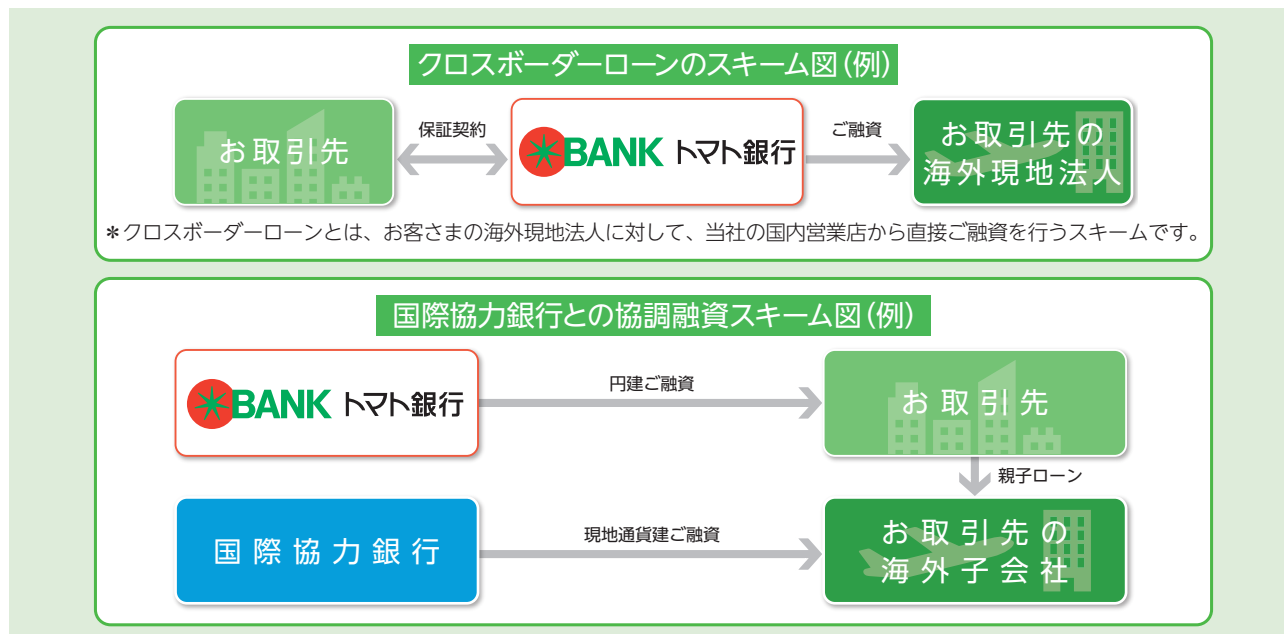 クロスボーダーローンのスキーム図(例)
お取引先
保証契約
BANK トマト銀行
ご融資
お取引先の
海外現地法人
＊クロスボーダーローンとは、お客さまの海外現地法人に対して、当社の国内営業店から直接ご融資を行うスキームです。
国際協力銀行との協調融資スキーム図(例)
BANK トマト銀行
円建ご融資
お取引先
親子ローン
国際協力銀行
現地通貨建ご融資
お取引先の
海外子会社